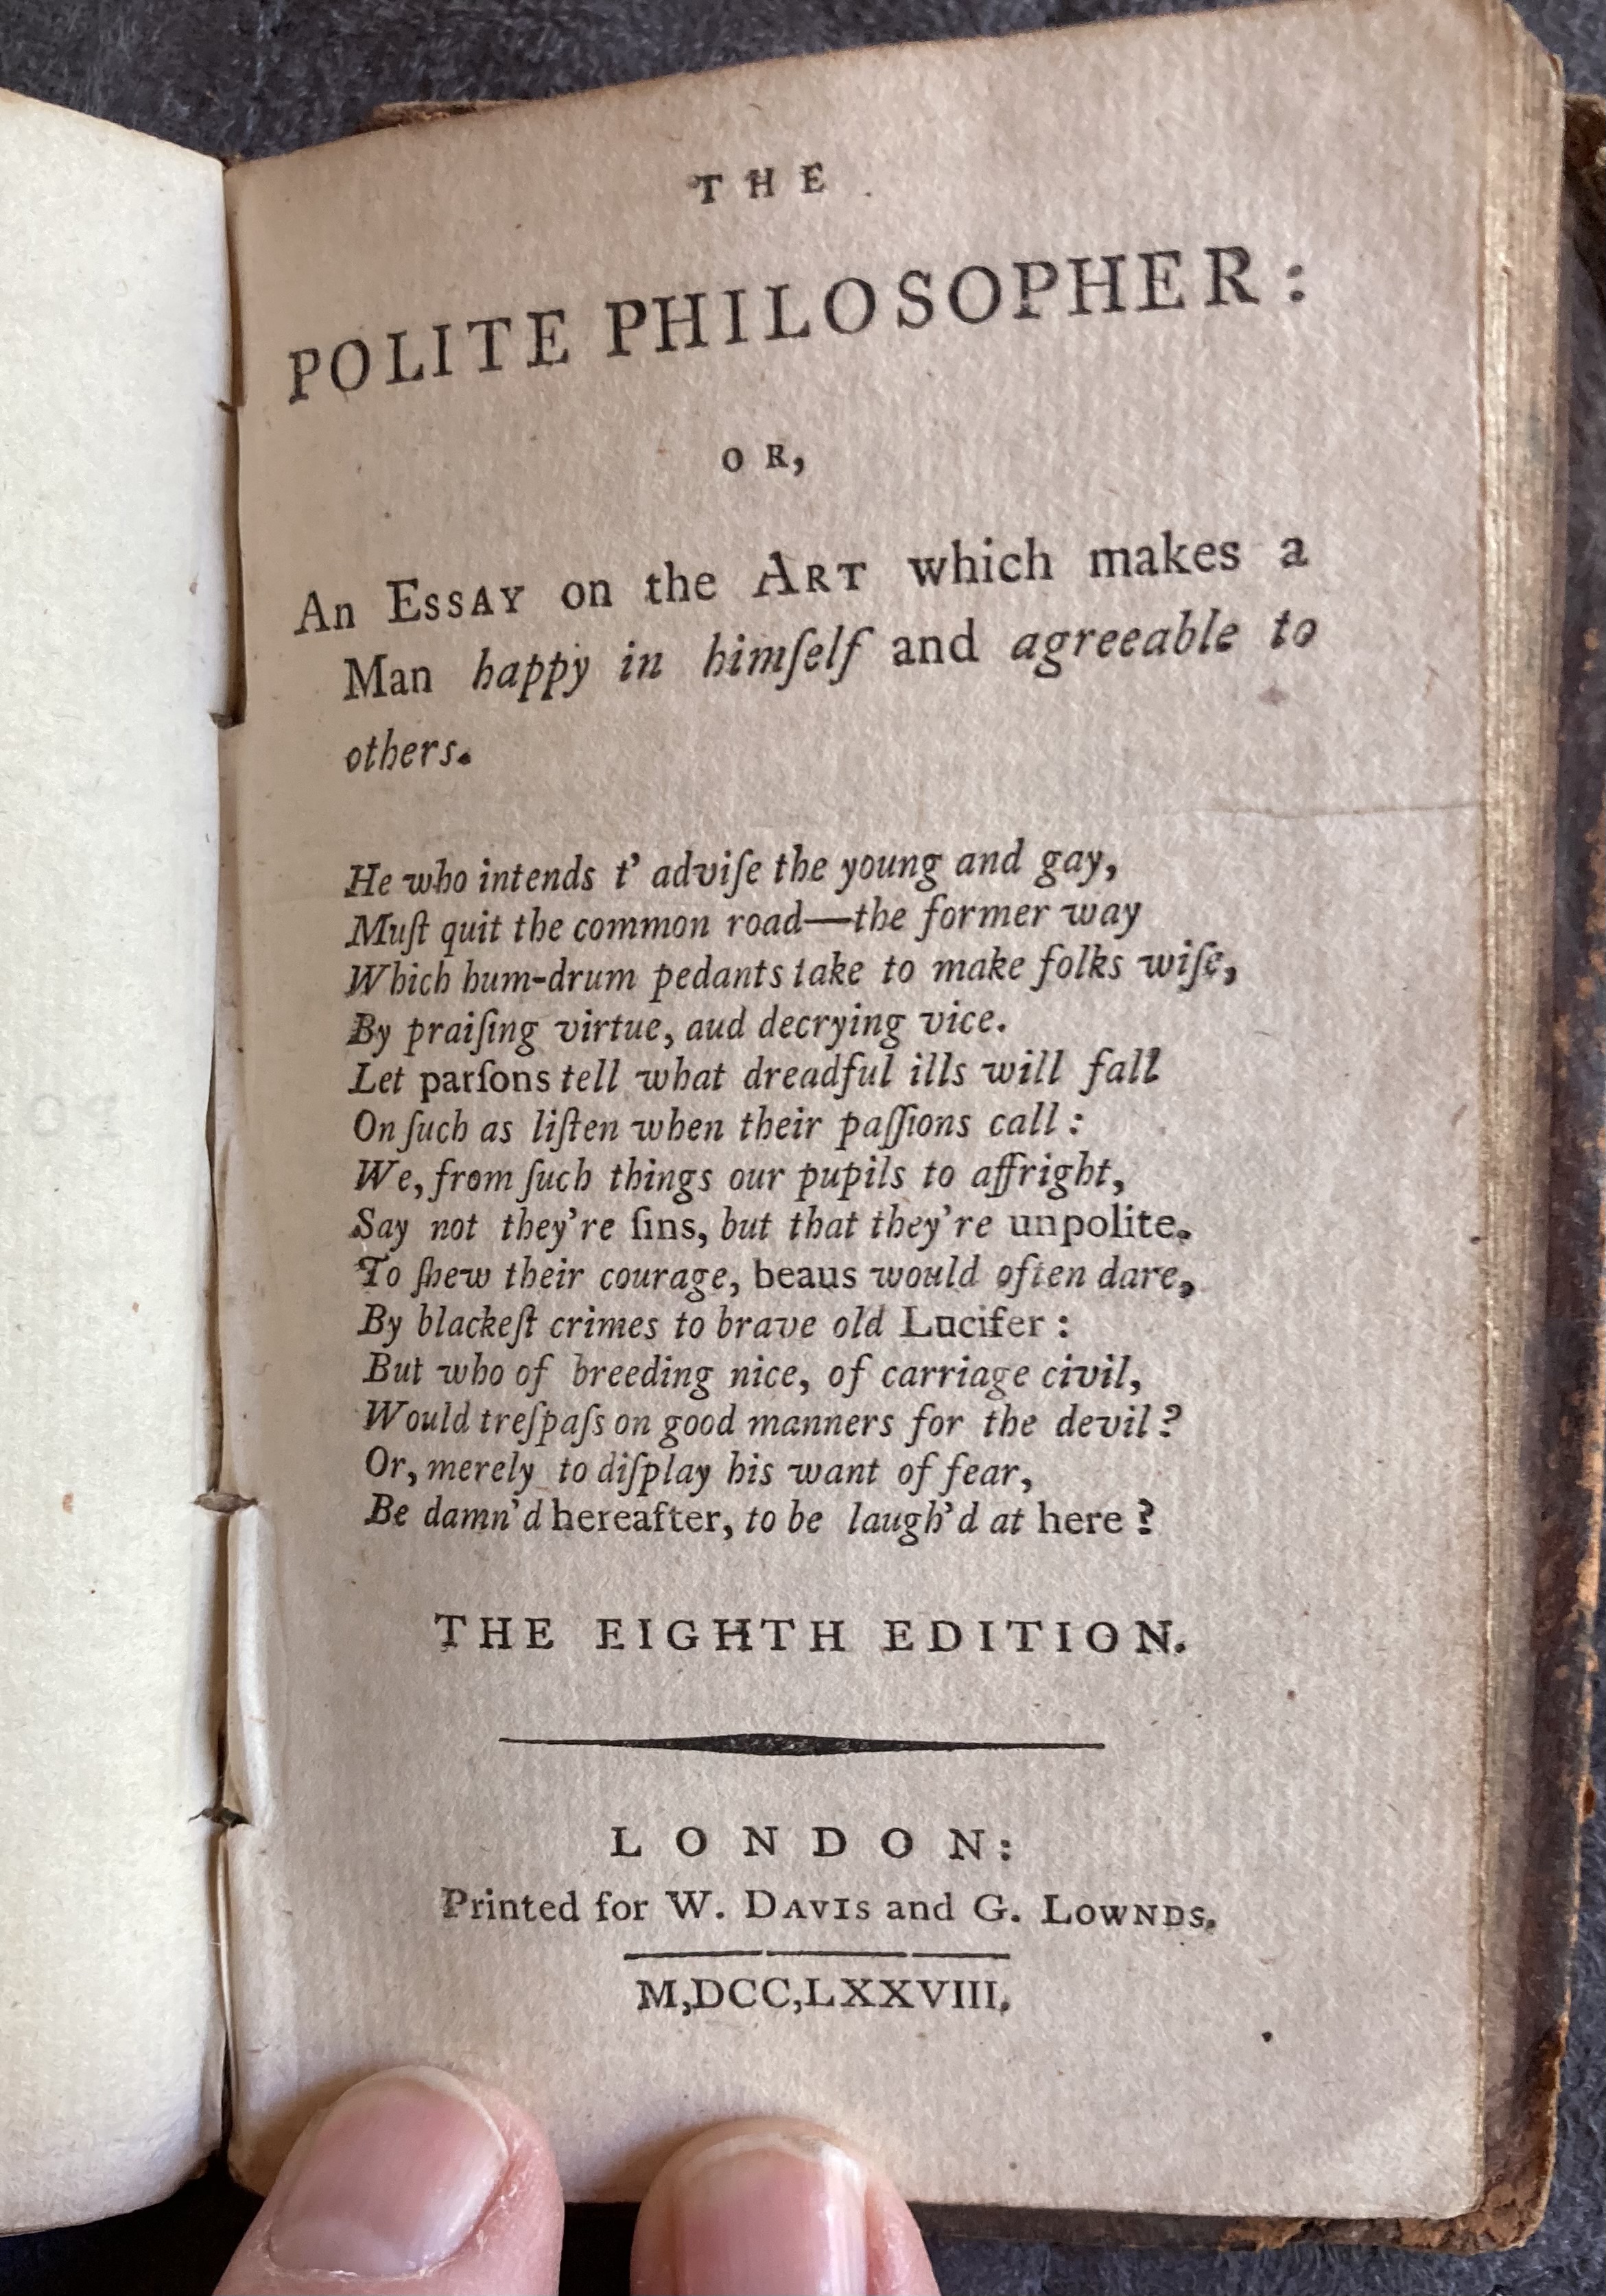 THE
POLITE PHILOSOPHER:
OR,
An ESSAY on the ART which makes a
Man happy in himſelf and agreeable to
others.
He who intends t' adviſe the young and gay,
Muſt quit the common road—the former way
Which hum-drum pedants take to make folks wiſe,
By praiſing virtue, aud decrying vice.
Let parſons tell what dreadful ills will fall
On ſuch as liſten when their paſſions call:
We, from ſuch things our pupils to affright,
Say not they're ſins, but that they're unpolite.
To ſhew their courage, beaus would often dare,
By blackeſt crimes to brave old Lucifer:
But who of breeding nice, of carriage civil,
Would treſpaſs on good manners for the devil?
Or, merely to diſplay his want of fear,
Be damn'd hereafter, to be laugh'd at here?
THE EIGHTH EDITION.
LONDON:
Printed for W. DAVIS and G. LOWNDS.
M,DCC,LXXVIII.